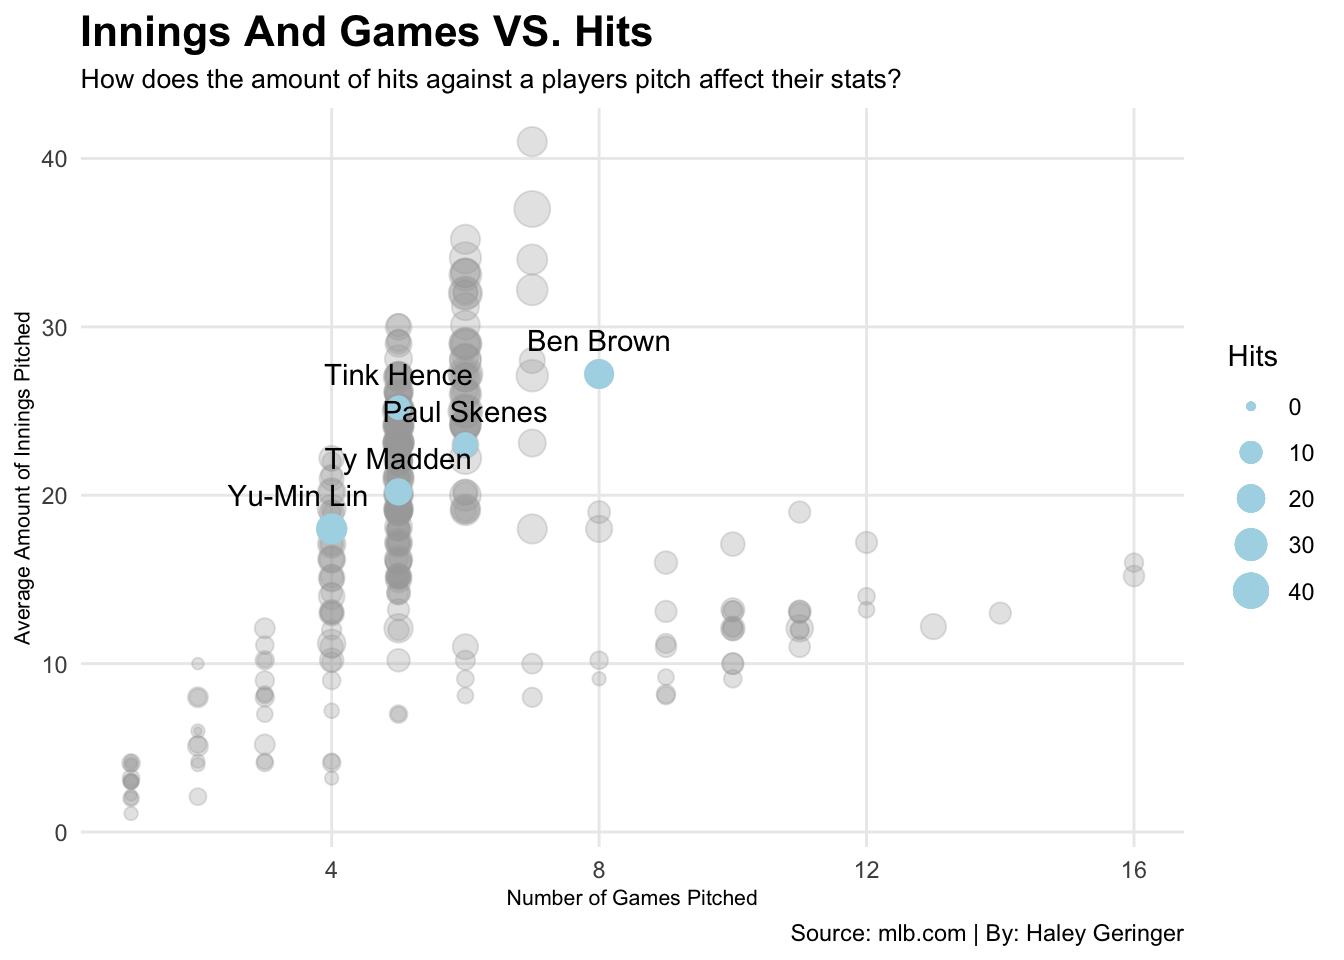 Innings And Games VS. Hits
How does the amount of hits against a players pitch affect their stats?
Average Amount of Innings Pitched
40
30
20
10
0
Ben Brown
Tink Hence
Paul Skenes
Ty Madden
Yu-Min Lin
4
8
12
16
Number of Games Pitched
Hits
0
10
20
30
40
Source: mlb.com | By: Haley Geringer